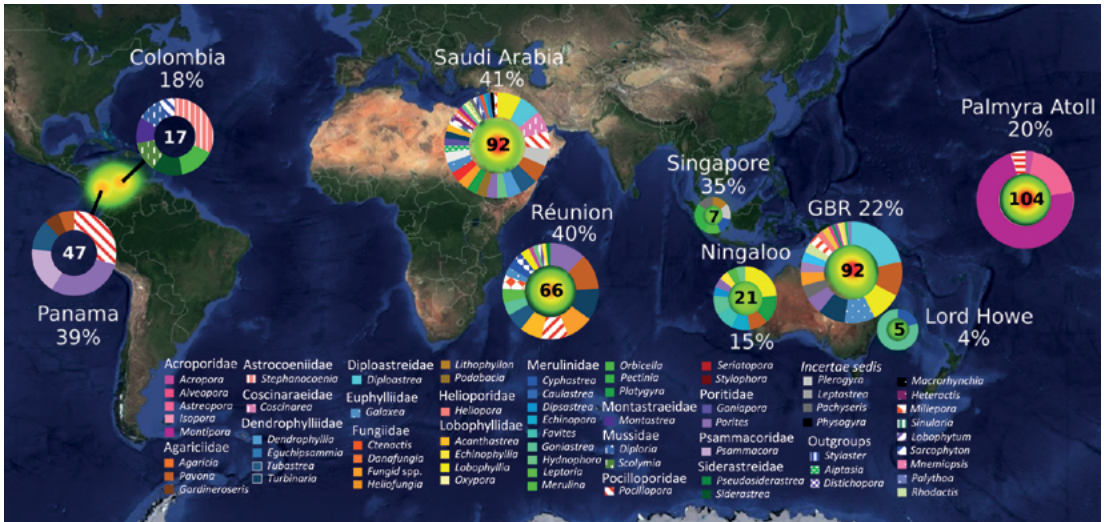 Colombia
18%
17
Saudi Arabia
41%
92
Palmyra Atoll
20%
104
Singapore
35%
7
GBR 22%
92
Réunion
40%
66
Ningaloo
21
15%
Lord Howe
4%
5
47
Panama
39%
Acroporidae
Acropora
Alveopora
Astreopora
Isopora
Montipora
Agariciidae
Agaricia
Pavona
Gardineroseris
Astrocoeniidae
Stephanocoenia
Coscinaraeidae
Coscinarea
Dendrophylliidae
Dendrophyllia
Eguchipsammia
Tubastrea
Turbinaria
Diploastreidae
Diploastrea
Euphylliidae
Galaxea
Fungiidae
Ctenactis
Danafungia
Fungid spp.
Heliofungia
Lithophyllon
Podabacia
Helioporidae
Heliopora
Lobophylliidae
Acanthastrea
Echinophyllia
Lobophyllia
Oxypora
Merulinidae
Cyphastrea
Caulastrea
Dipsastrea
Echinopora
Favites
Goniastrea
Hydnophora
Leptoria
Merulina
Orbicella
Pectinia
Platygyra
Montastraeidae
Montastrea
Mussidae
Diploria
Scolymia
Pocilloporidae
Pocillopora
Seriatopora
Stylophora
Poritidae
Goniapora
Porites
Psammacoridae
Psammacora
Siderastreidae
Pseudosiderastrea
Siderastrea
Incertae sedis
Plerogyra
Leptastrea
Pachyseris
Physogyra
Outgroups
Stylaster
Aiptasia
Distichopora
Macrorhynchia
Heteractis
Millepora
Sinularia
Lobophytum
Sarcophyton
Mnemiopsis
Palythoa
Rhodactis